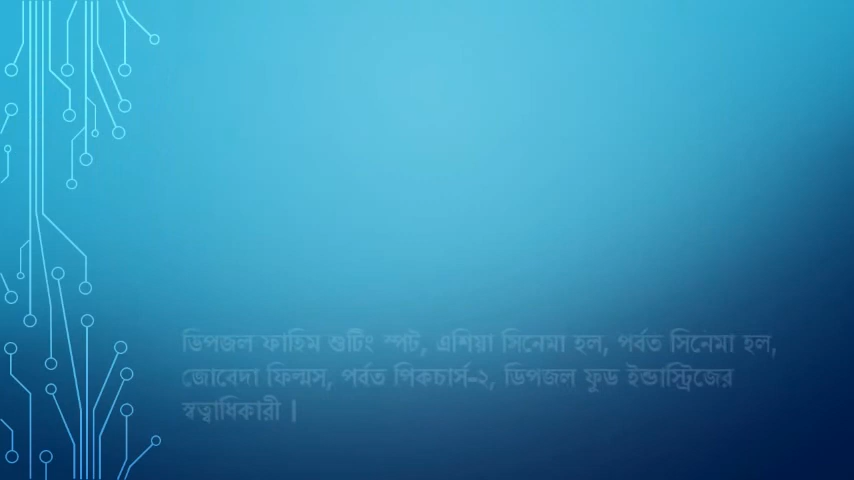 ডিপজল ফাহিম শুটিং স্পট, এশিয়া সিনেমা হল, পর্বত সিনেমা হল,
জোবেদা ফিল্মস, পর্বত পিকচার্স-২, ডিপজল ফুড ইন্ডাস্ট্রিজের
স্বত্বাধিকারী ।